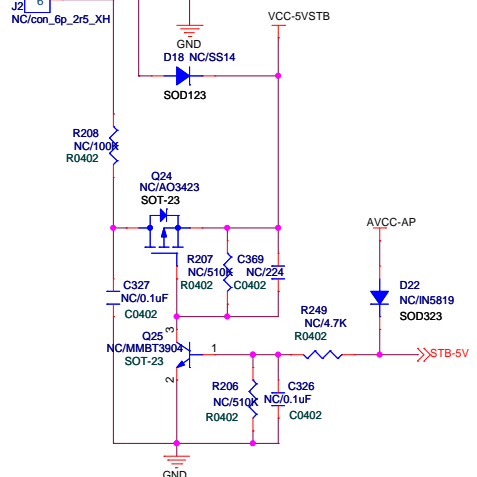 J2
6
NC/con_6p_2r5_XH
VCC-5VSTB
GND
D18 NC/SS14
SOD123
R208
NC/100K
R0402
Q24
NC/AO3423
SOT-23
AVCC-AP
R207
NC/510K
R0402
C369
NC/224
C0402
C327
NC/0.1uF
C0402
D22
NC/IN5819
SOD323
R249
NC/4.7K
R0402
Q25
NC/MMBT3904
SOT-23
3
1
2
STB-5V
R206
NC/510K
R0402
C326
NC/0.1uF
C0402
GND